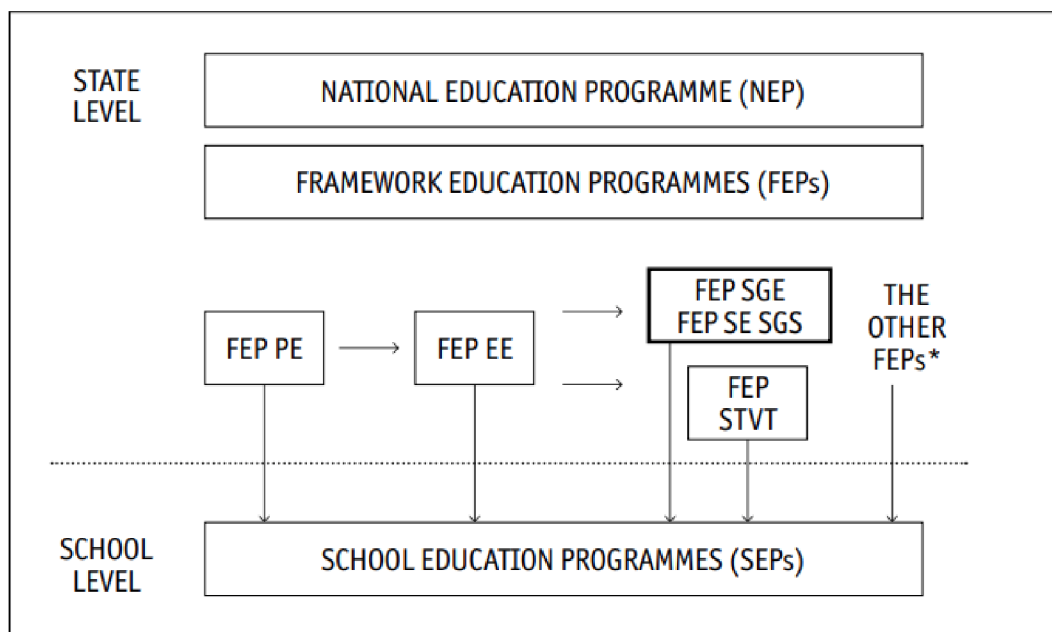 STATE
LEVEL
NATIONAL EDUCATION PROGRAMME (NEP)
FRAMEWORK EDUCATION PROGRAMMES (FEPs)
FEP PE
FEP EE
FEP SGE
FEP SE SGS
FEP
STVT
THE
OTHER
FEPs*
SCHOOL
LEVEL
SCHOOL EDUCATION PROGRAMMES (SEPs)